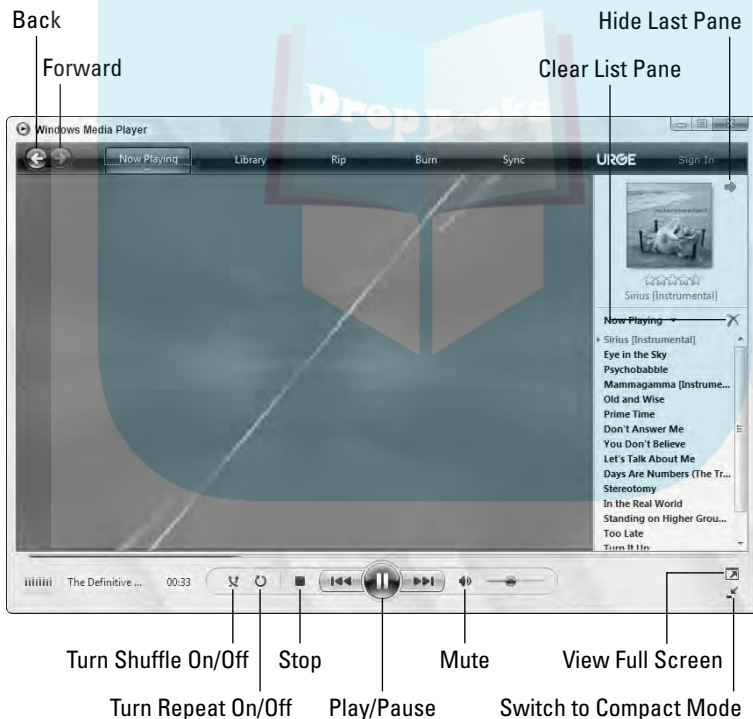 Back
Hide Last Pane
Forward
Clear List Pane
DropBooks
Windows Media Player
Now Playing
Library
Rip
Burn
Sync
URGE
Sign In
Sirius [Instrumental]
Now Playing
Sirius [Instrumental]
Eye in the Sky
Psychobabble
Mammagamma [Instrume...
Old and Wise
Prime Time
Don't Answer Me
You Don't Believe
Let's Talk About Me
Days Are Numbers (The Tr...
Stereotomy
In the Real World
Standing on Higher Grou...
Too Late
Turn It Up
The Definitive ...
00:33
Turn Shuffle On/Off
Stop
Mute
View Full Screen
Turn Repeat On/Off
Play/Pause
Switch to Compact Mode